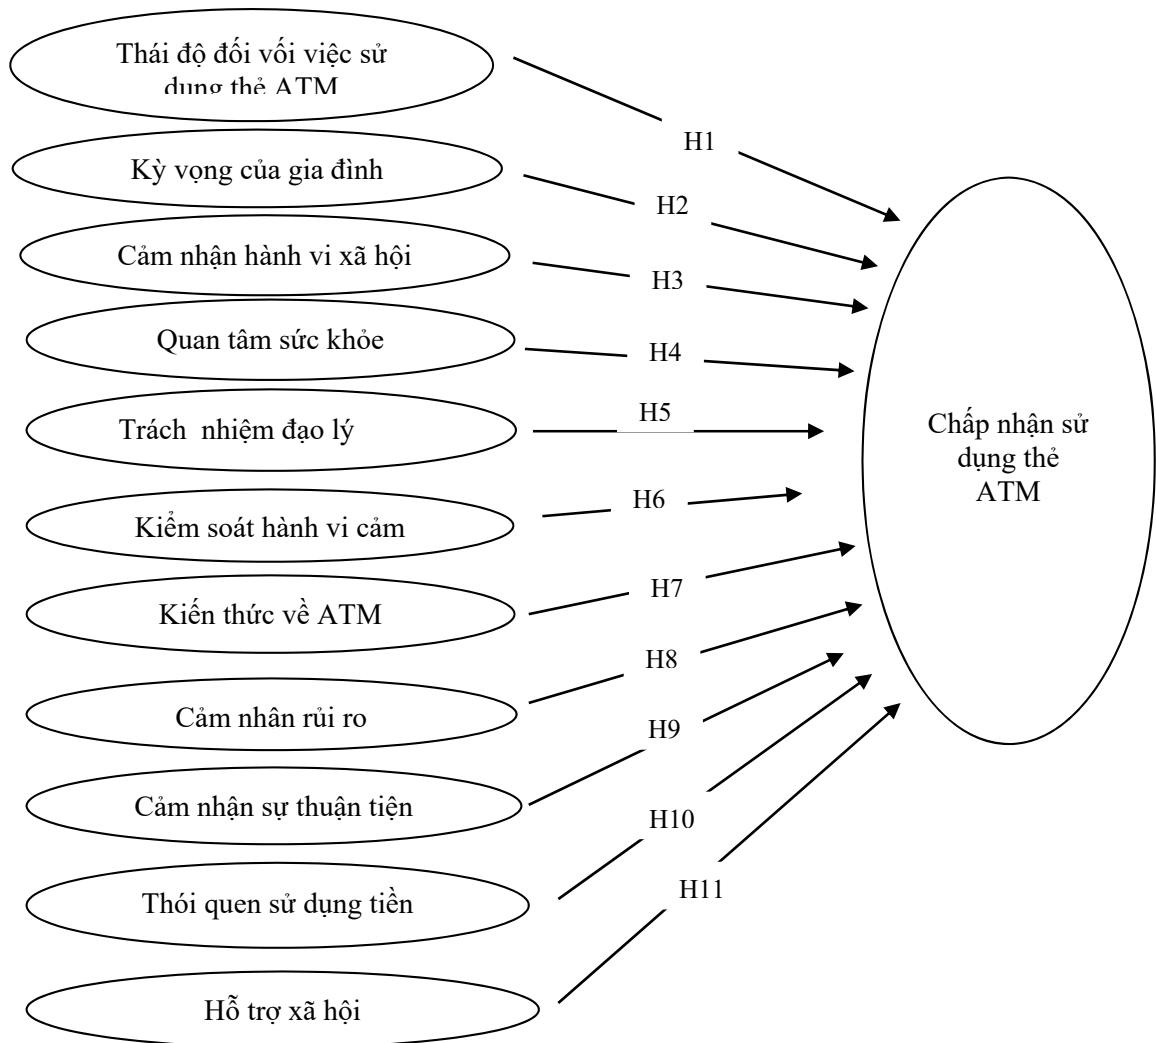 Thái độ đối vối việc sử
dụng thẻ ATM
H1
Kỳ vọng của gia đình
H2
Cảm nhận hành vi xã hội
H3
Quan tâm sức khỏe
H4
Trách nhiệm đạo lý
H5
Kiểm soát hành vi cảm
H6
Kiến thức về ATM
H7
Cảm nhân rủi ro
H8
Cảm nhận sự thuận tiện
H9
Thói quen sử dụng tiền
H10
Hỗ trợ xã hội
H11
Chấp nhận sử
dụng thẻ
ATM